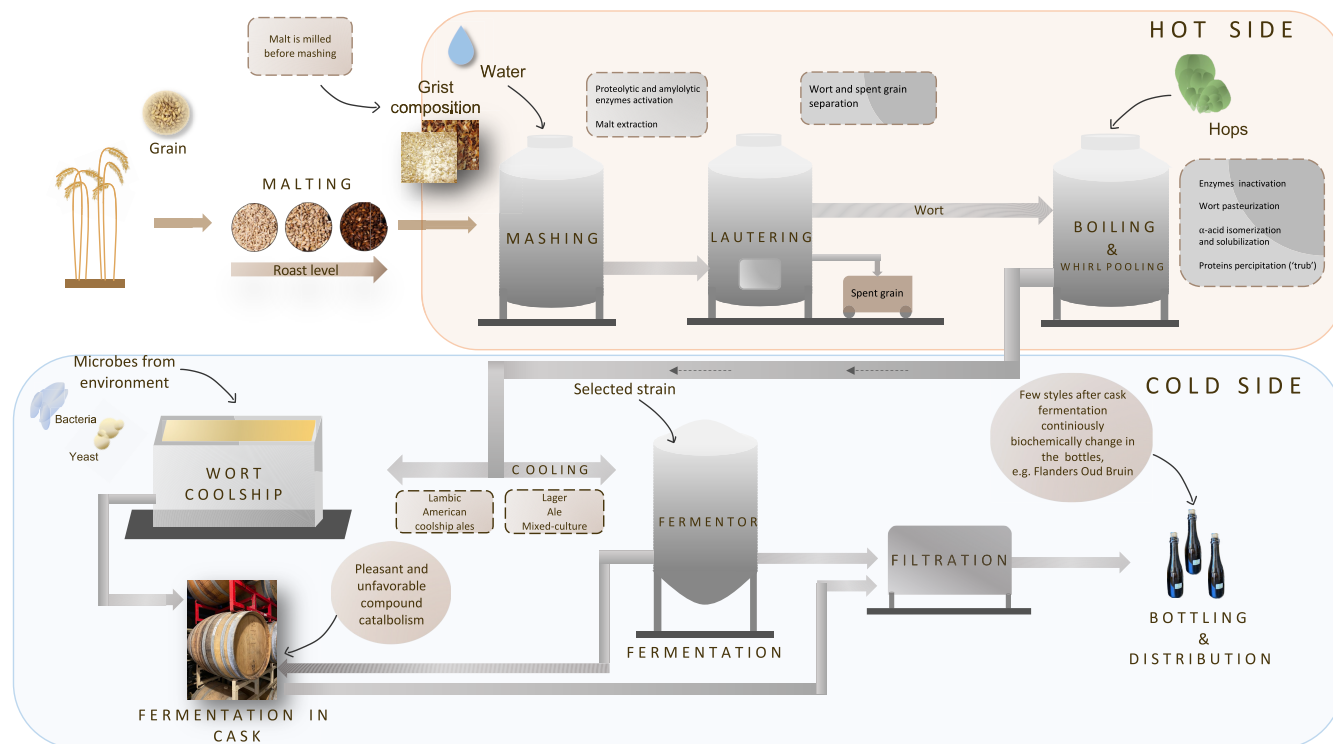 HOT SIDE
Malt is milled
before mashing
Water
Grist
composition
Proteolytic and amylolytic
enzymes activation
Malt extraction
Wort and spent grain
separation
Hops
Grain
MALTING
Roast level
MASHING
LAUTERING
Wort
Spent grain
BOILING
&
WHIRL POOLING
Enzymes inactivation
Wort pasteurization
α-acid isomerization
and solubilization
Proteins percipitation ('trub')
COLD SIDE
Microbes from
environment
Bacteria
Yeast
WORT
COOLSHIP
Selected strain
COOLING
Lambic
American
coolship ales
Lager
Ale
Mixed-culture
FERMENTOR
FERMENTATION
Few styles after cask
fermentation
continiously
biochemically change in
the bottles,
e.g. Flanders Oud Bruin
FILTRATION
BOTTLING
&
DISTRIBUTION
Pleasant and
unfavorable
compound
catalbolism
FERMENTATION IN
CASK